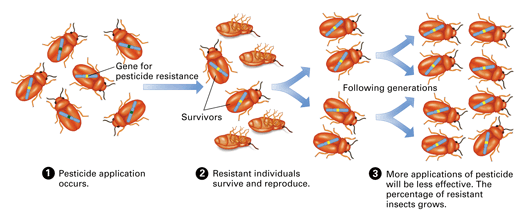 Gene for
pesticide resistance
Survivors
Following generations
1 Pesticide application
occurs.
2 Resistant individuals
survive and reproduce.
3 More applications of pesticide
will be less effective. The
percentage of resistant
insects grows.